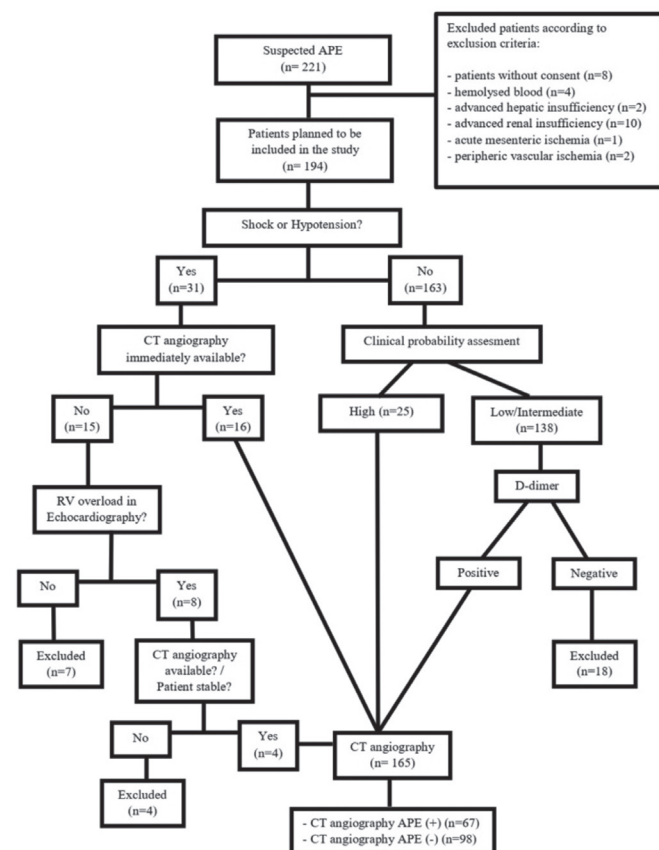 Suspected APE
(n= 221)
Excluded patients according to
exclusion criteria:
- patients without consent (n=8)
- hemolysed blood (n=4)
- advanced hepatic insufficiency (n=2)
- advanced renal insufficiency (n=10)
- acute mesenteric ischemia (n=1)
- peripheric vascular ischemia (n=2)
Patients planned to be
included in the study
(n= 194)
Shock or Hypotension?
Yes
(n=31)
No
(n=163)
CT angiography
immediately available?
Clinical probability assesment
No
(n=15)
Yes
(n=16)
High (n=25)
Low/Intermediate
(n=138)
RV overload in
Echocardiography?
D-dimer
No
Yes
(n=8)
Positive
Negative
Excluded
(n=7)
CT angiography
available? /
Patient stable?
Excluded
(n=18)
No
Yes
(n=4)
CT angiography
(n= 165)
Excluded
(n=4)
- CT angiography APE (+) (n=67)
- CT angiography APE (-) (n=98)